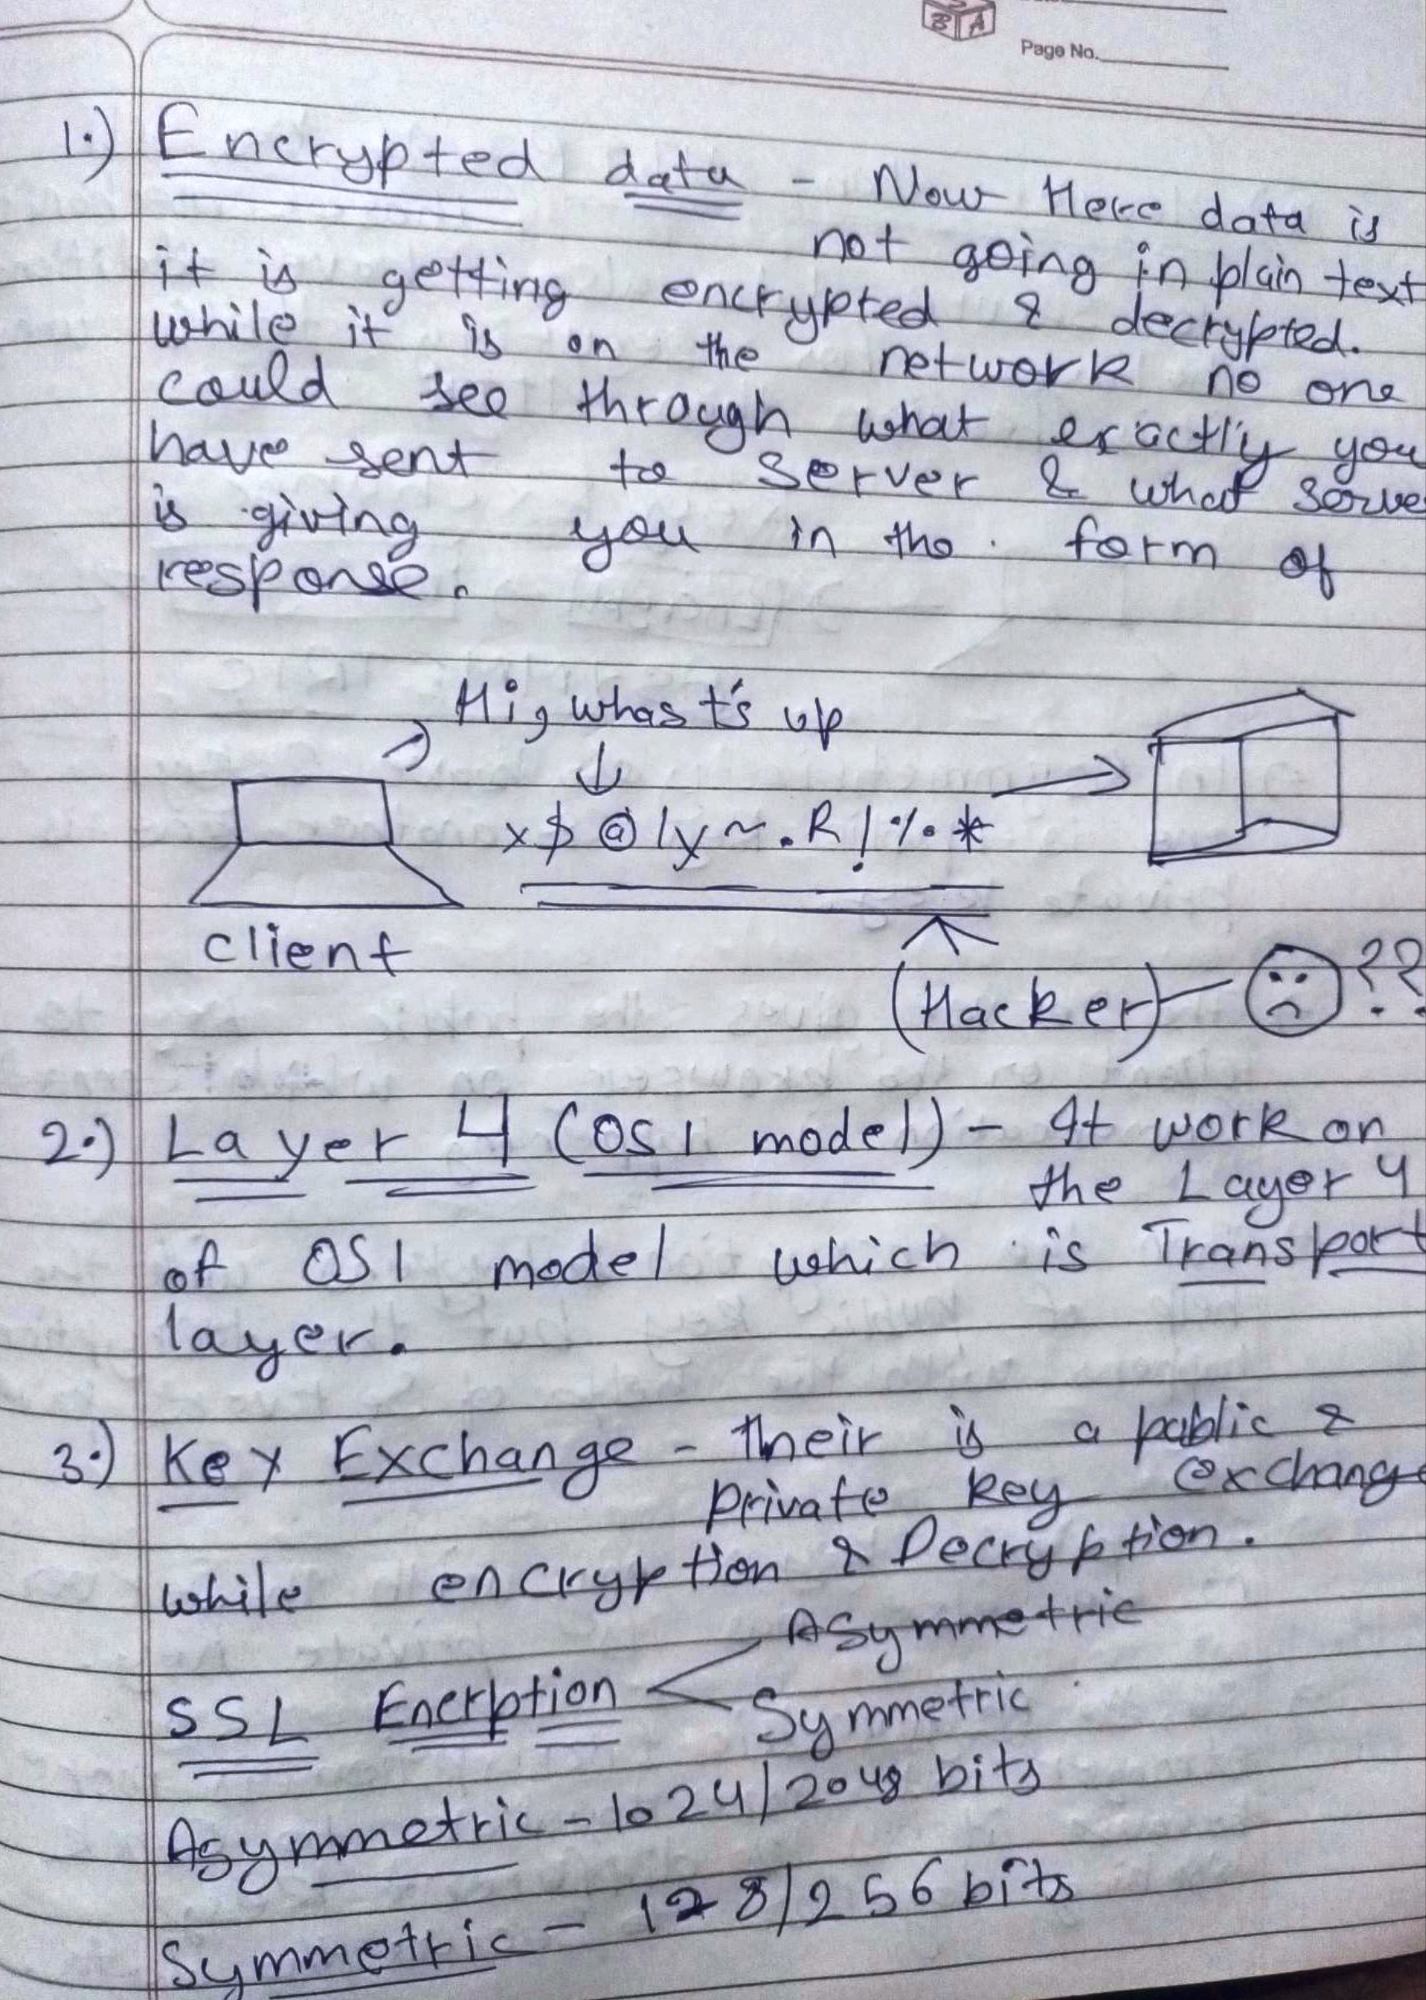 B A
Page No.
1.) Encrypted data - Now Here data is
not going in plain text
it is getting encrypted & decrypted.
while it is on the network no one
could see through what exactly you
have sent to server & what serve
is giving you in the form of
response.
Hi, whast's up
x$@!y~.R!%.*
client
(Hacker) ??
2.) Layer 4 (OSI model) - It work on
the Layer 4
of OSI model which is Transport
layer.
3.) Key Exchange - their is a public &
private key exchange
while encryption & Decryption.
Asymmetric
SSL Encrption
Symmetric
Asymmetric - 1024/2048 bits
Symmetric - 128/256 bits